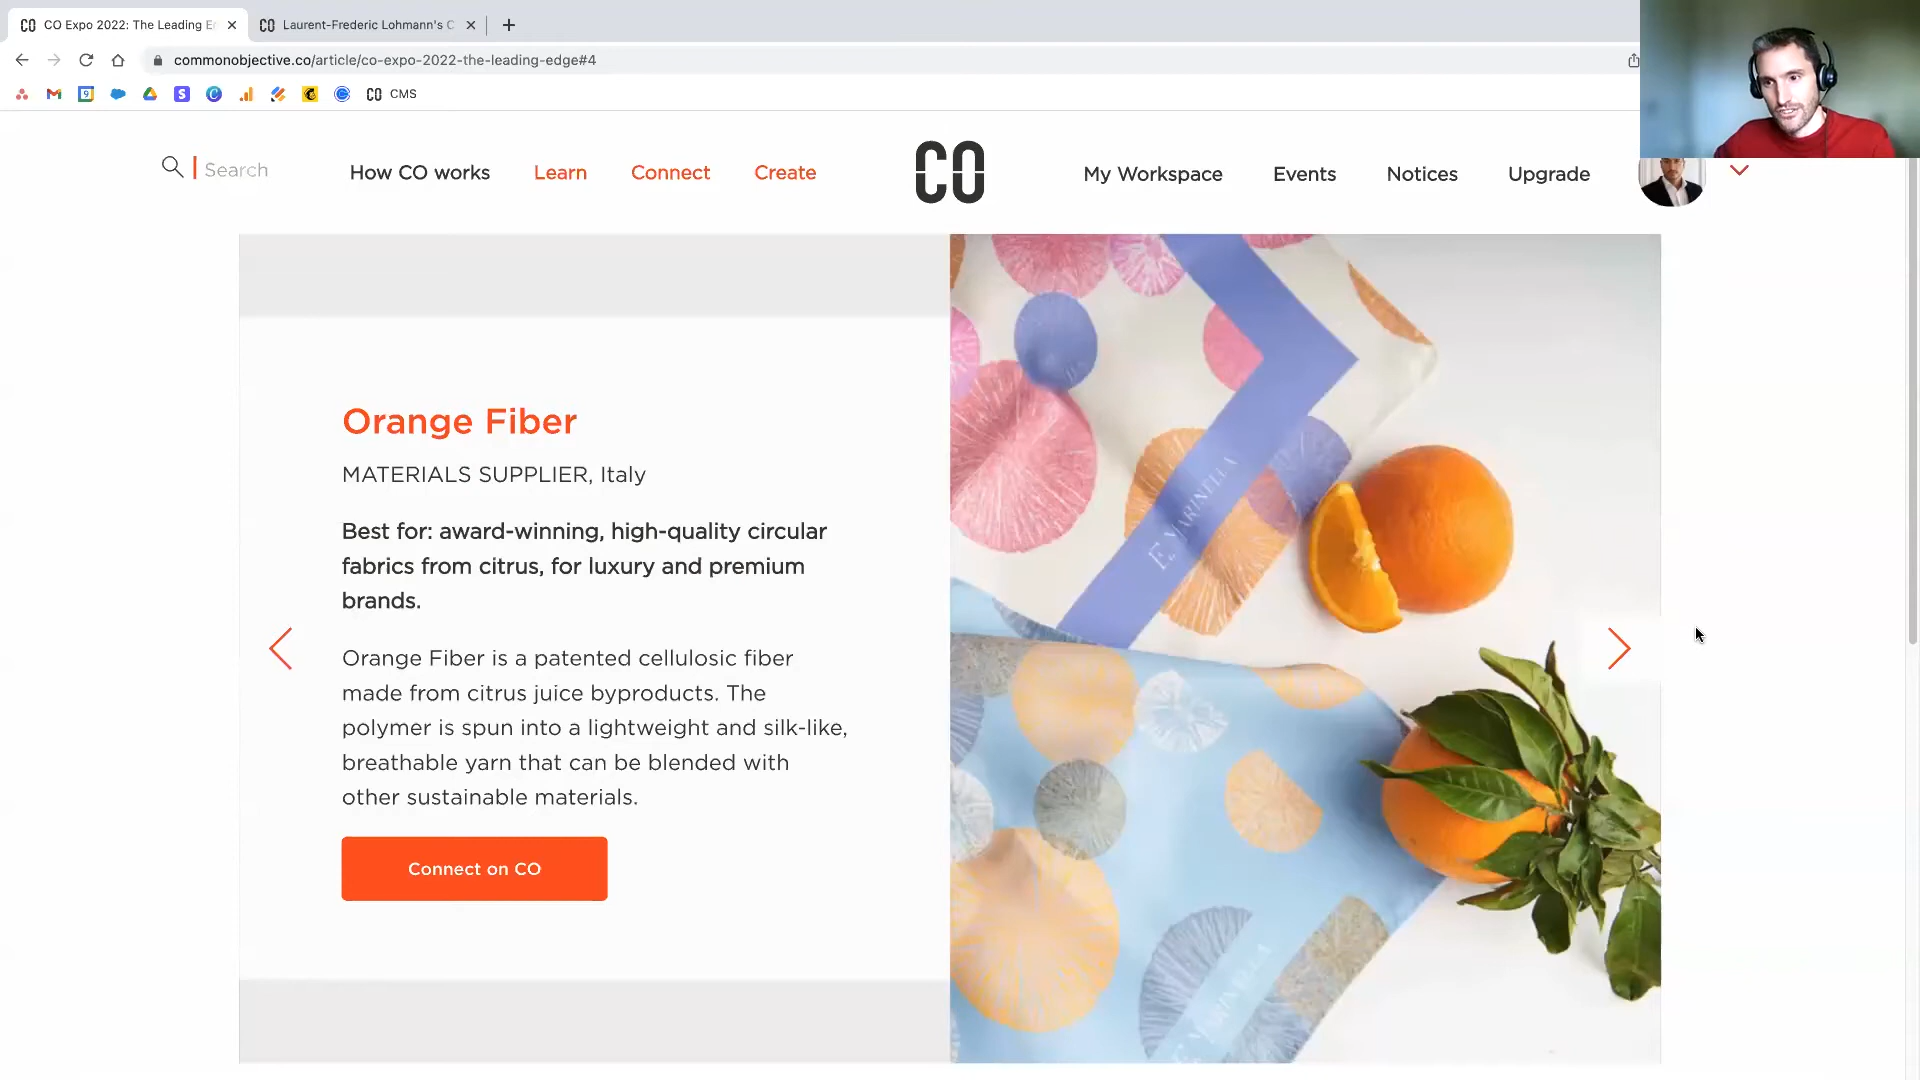 CO Expo 2022: The Leading E
Laurent-Frederic Lohmann's C
commonobjective.co/article/co-expo-2022-the-leading-edge#4
CO CMS
Search
How CO works
Learn
Connect
Create
CO
My Workspace
Events
Notices
Upgrade
Orange Fiber
MATERIALS SUPPLIER, Italy
Best for: award-winning, high-quality circular
fabrics from citrus, for luxury and premium
brands.
Orange Fiber is a patented cellulosic fiber
made from citrus juice byproducts. The
polymer is spun into a lightweight and silk-like,
breathable yarn that can be blended with
other sustainable materials.
Connect on CO
E. MARINELLA
E. MARINELLA